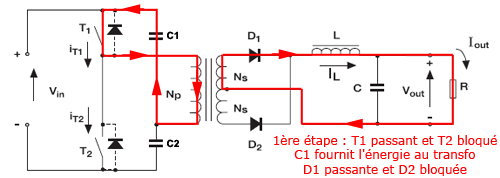 T1
C1
D1
L
Iout
iT1
IL
Vin
Np
Ns
C
Vout
R
iT2
Ns
T2
C2
D2
+
-
+
-
1ère étape : T1 passant et T2 bloqué
C1 fournit l'énergie au transfo
D1 passante et D2 bloquée